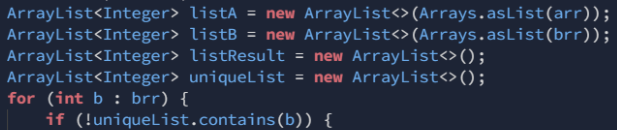 ArrayList<Integer> listA = new ArrayList<>(Arrays.asList(arr));
ArrayList<Integer> listB = new ArrayList<>(Arrays.asList(brr));
ArrayList<Integer> listResult = new ArrayList<>();
ArrayList<Integer> uniqueList = new ArrayList<>();
for (int b : brr) {
    if (!uniqueList.contains(b)) {